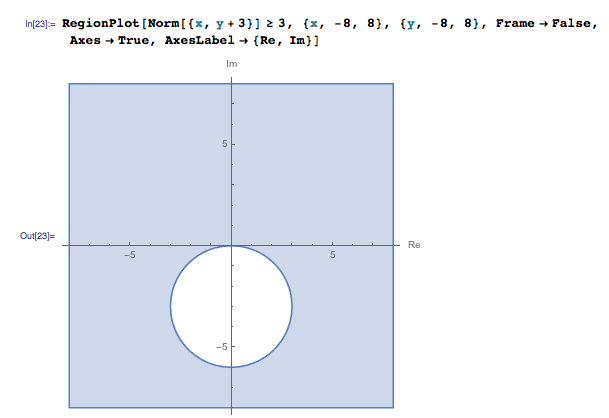 In[23]:= RegionPlot[Norm[{x, y + 3}] ≥ 3, {x, -8, 8}, {y, -8, 8}, Frame → False,
Axes → True, AxesLabel → {Re, Im}]
Im
5
Out[23]=
Re
-5
5
-5